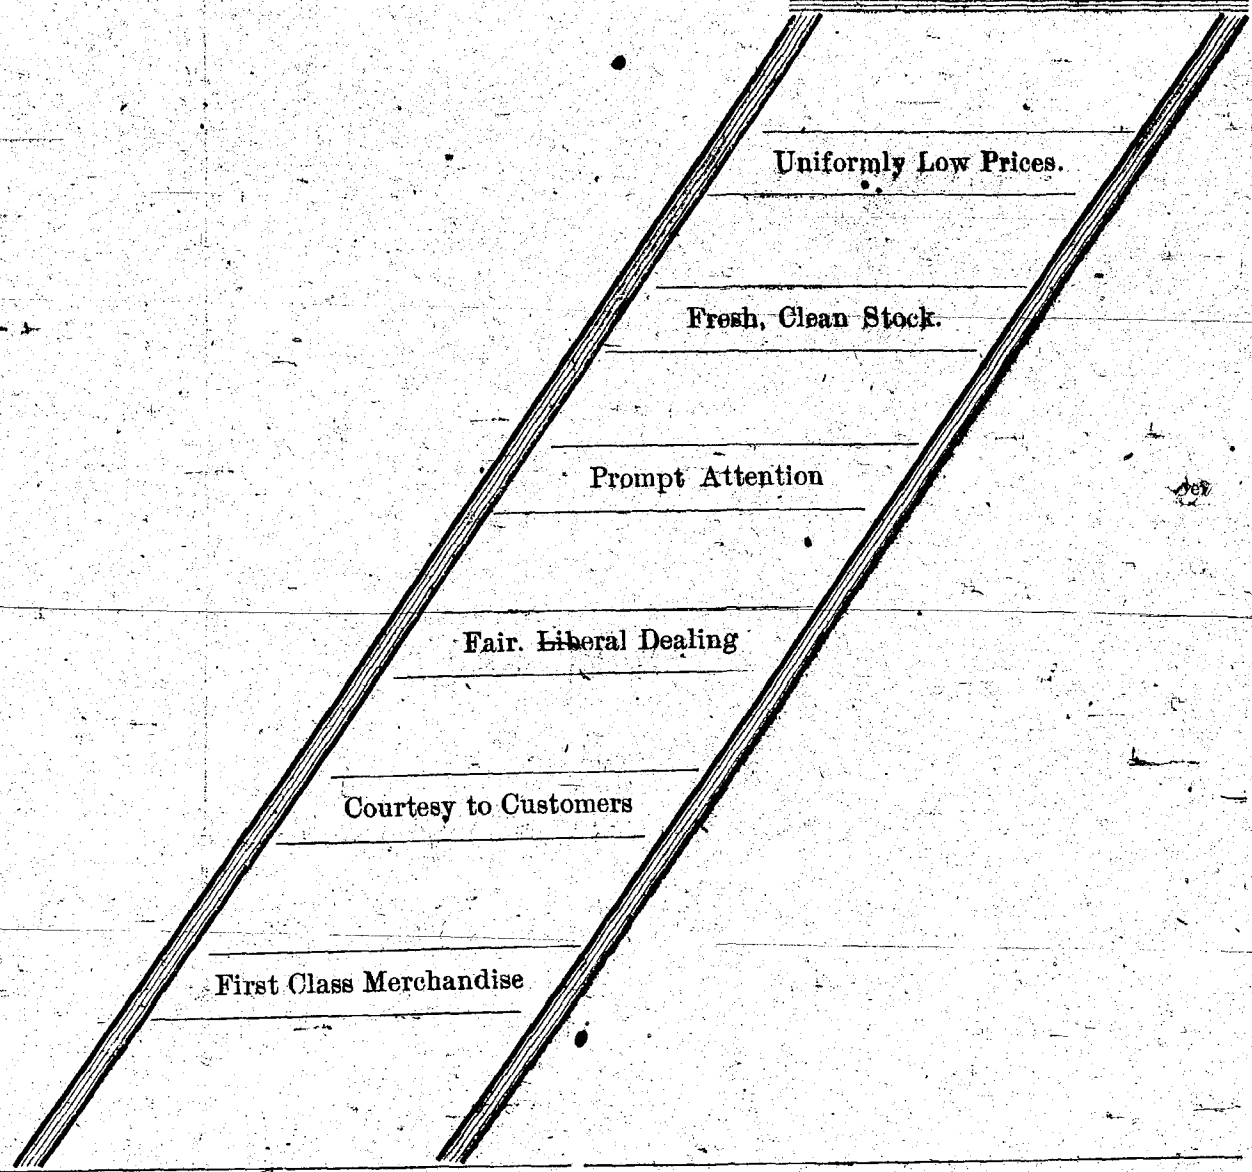 Uniformly Low Prices.
Fresh, Clean Stock.
Prompt Attention
Fair. Liberal Dealing
Courtesy to Customers
First Class Merchandise